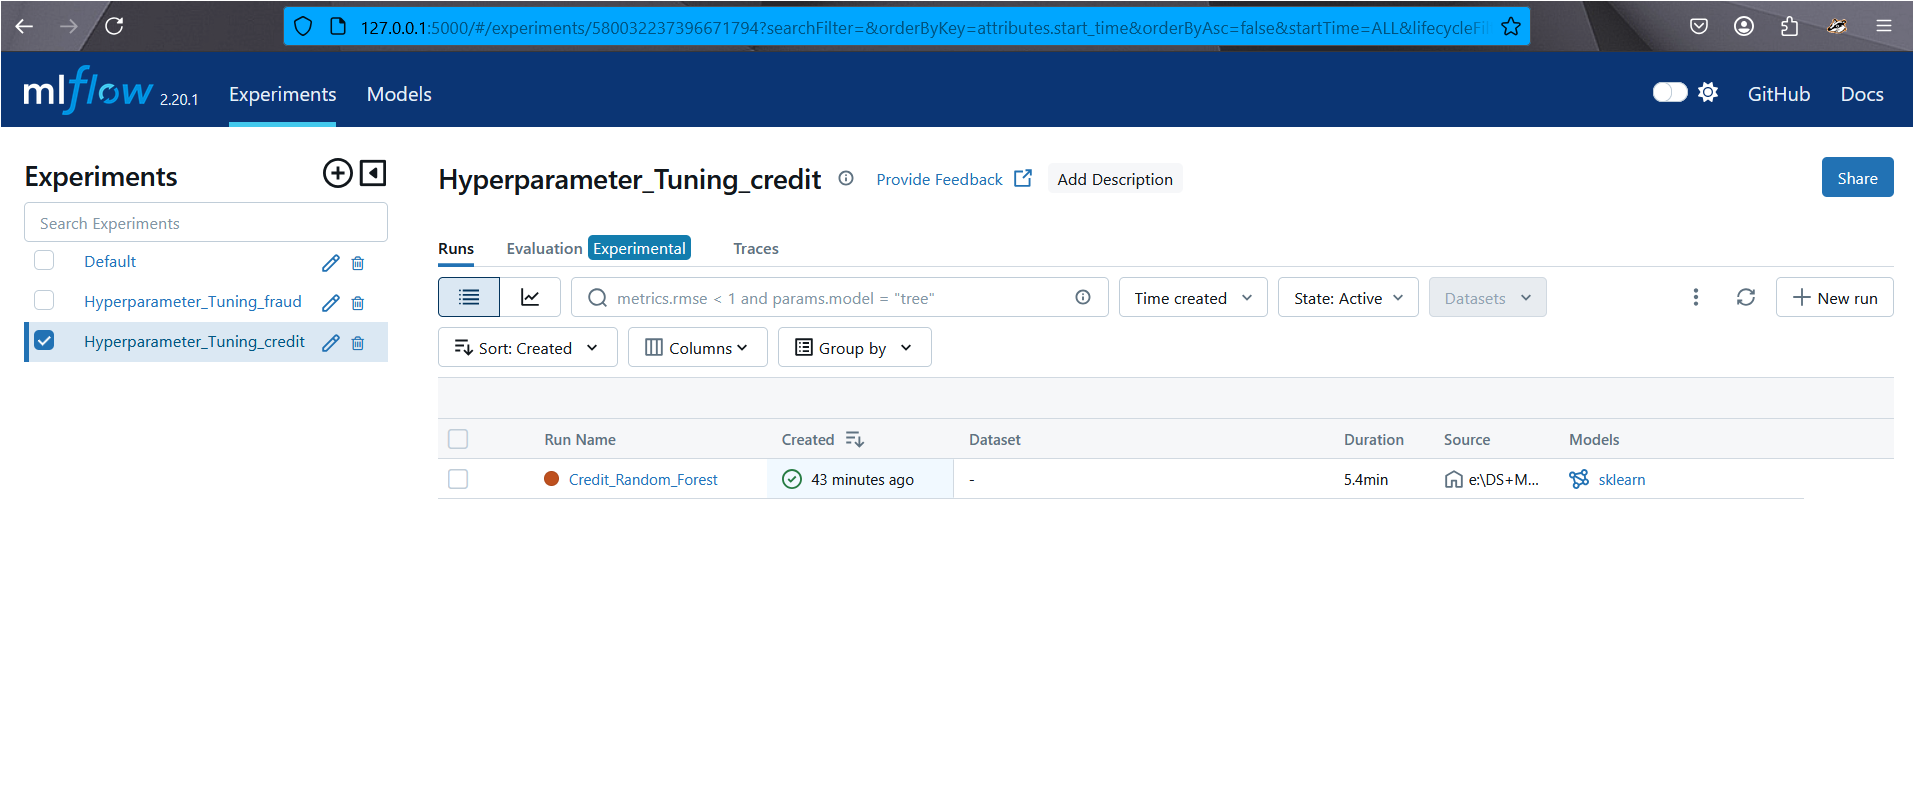 127.0.0.1:5000/#/experiments/580032237396671794?searchFilter=&orderByKey=attributes.start_time&orderByAsc=false&startTime=ALL&lifecycleFil
mlflow 2.20.1 Experiments Models GitHub Docs
Experiments
Search Experiments
Default
Hyperparameter_Tuning_fraud
Hyperparameter_Tuning_credit
Hyperparameter_Tuning_credit Provide Feedback Add Description Share
Runs Evaluation Experimental Traces
metrics.rmse < 1 and params.model = "tree" Time created State: Active Datasets New run
Sort: Created Columns Group by
Run Name Created Dataset Duration Source Models
Credit_Random_Forest 43 minutes ago - 5.4min e:\DS+M... sklearn